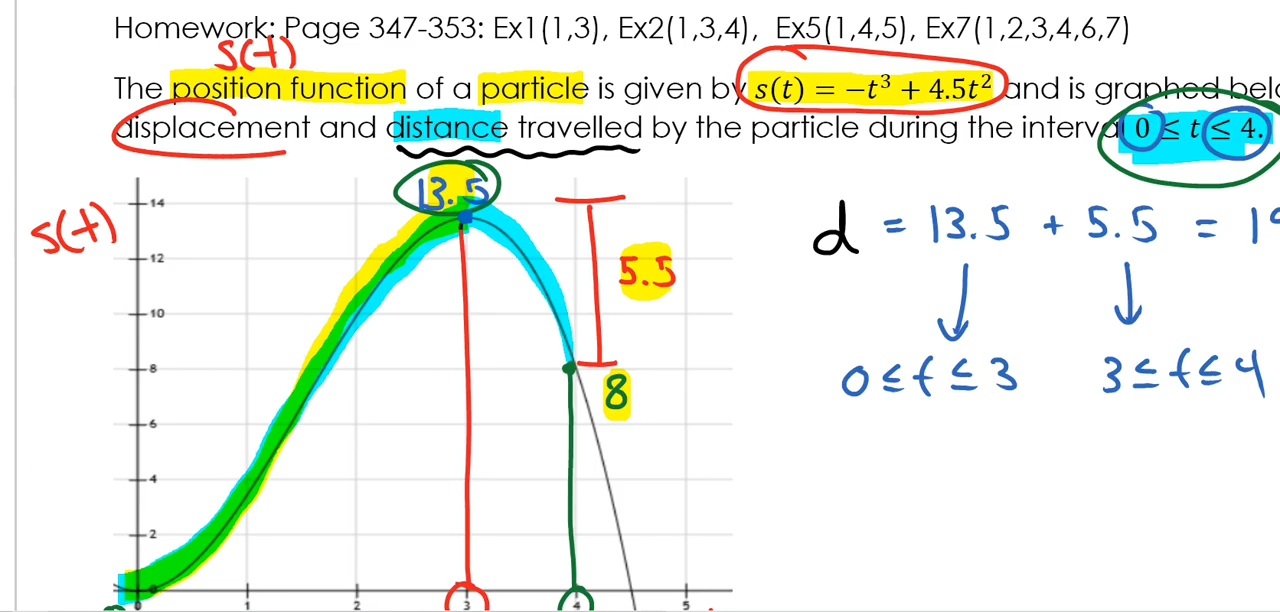 Homework: Page 347-353: Ex1(1,3), Ex2(1,3,4), Ex5(1,4,5), Ex7(1,2,3,4,6,7)
s(t)
The position function of a particle is given by s(t) = −t³ + 4.5t² and is graphed
displacement and distance travelled by the particle during the interva 0 ≤ t ≤ 4.
13.5
14
s(t)
d = 13.5 + 5.5 =
12
5.5
10
8
8
0 ≤ t ≤ 3 3 ≤ t ≤ 4
6
4
2
0 1 2 3 4 5